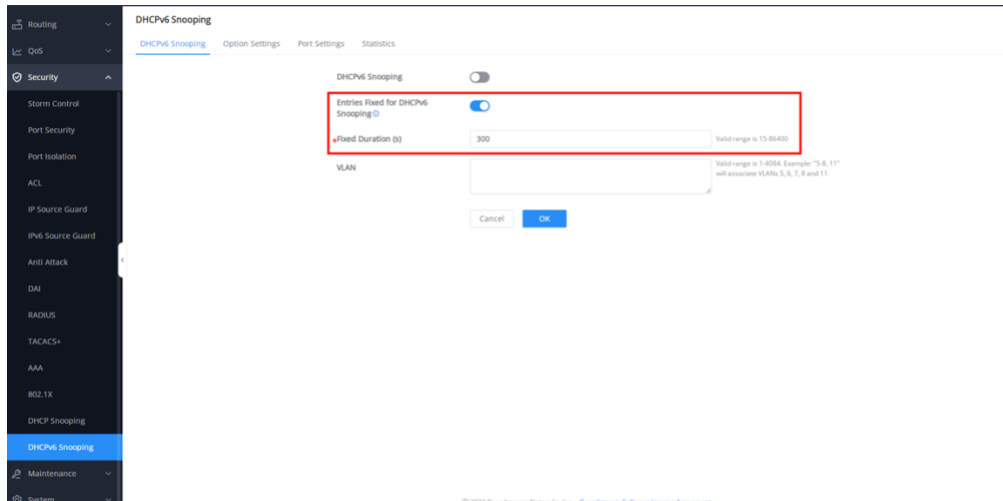 Routing
QoS
Security
Storm Control
Port Security
Port Isolation
ACL
IP Source Guard
IPv6 Source Guard
Anti Attack
DAI
RADIUS
TACACS+
AAA
802.1X
DHCP Snooping
DHCPv6 Snooping
Maintenance
System
DHCPv6 Snooping
DHCPv6 Snooping
Option Settings
Port Settings
Statistics
DHCPv6 Snooping
Entries Fixed for DHCPv6
Snooping
*Fixed Duration (s)
300
Valid range is 15-86400
VLAN
Valid range is 1-4094. Example: "5-8, 11"
will associate VLANs 5, 6, 7, 8 and 11.
Cancel
OK